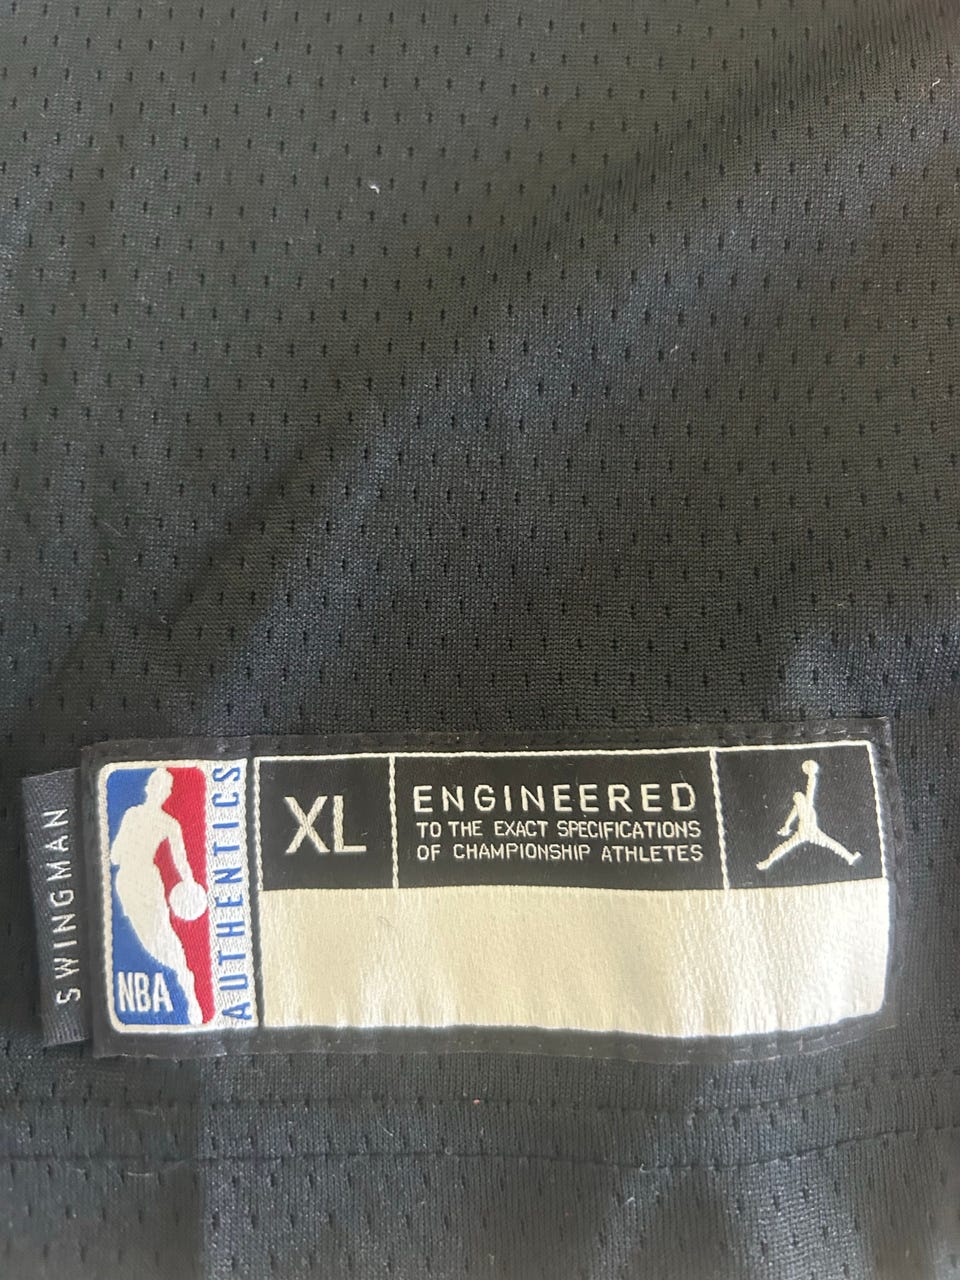 SWINGMAN
NBA
AUTHENTICS
XL
ENGINEERED
TO THE EXACT SPECIFICATIONS
OF CHAMPIONSHIP ATHLETES